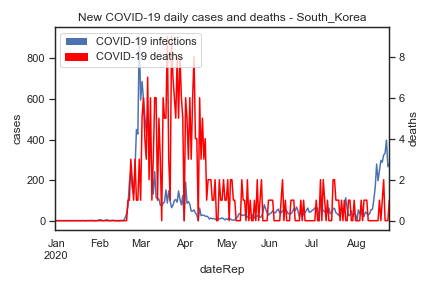 New COVID-19 daily cases and deaths - South_Korea
COVID-19 infections
COVID-19 deaths
800
600
400
200
0
cases
8
6
4
2
0
deaths
Jan Feb Mar Apr May Jun Jul Aug
2020
dateRep